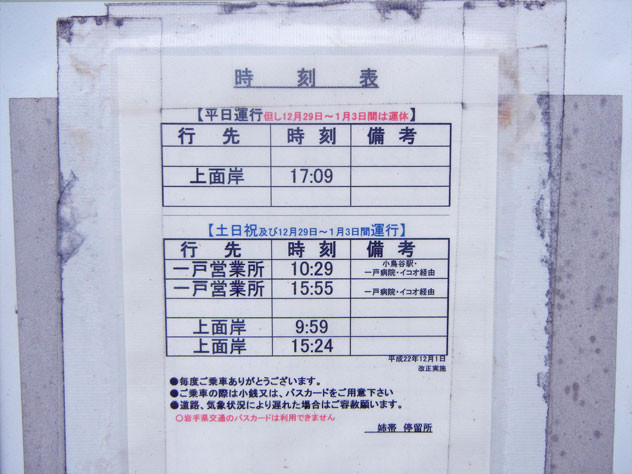 時 刻 表
【平日運行但し12月29日～1月3日間は運休】
行 先 時 刻 備 考
上面岸 17:09
【土日祝及び12月29日～1月3日間運行】
行 先 時 刻 備 考
一戸営業所 10:29 小鳥谷駅・
一戸病院・イコオ経由
一戸営業所 15:55 一戸病院・イコオ経由
上面岸 9:59
上面岸 15:24
平成22年12月1日
改正実施
●毎度ご乗車ありがとうございます。
●ご乗車の際は小銭又は、バスカードをご用意下さい
●道路、気象状況により遅れた場合はご容赦願います。
○岩手県交通のバスカードは利用できません
姉帯 停留所